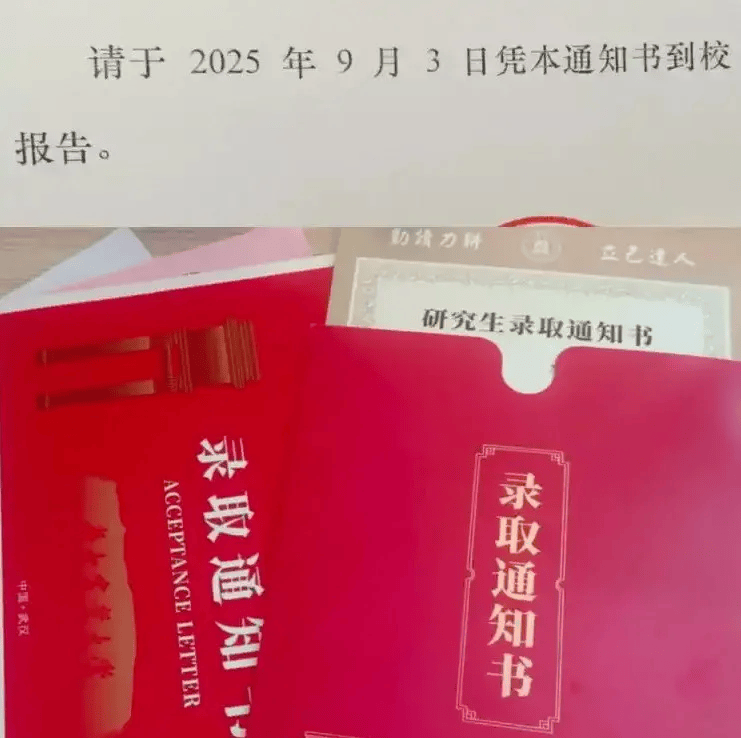 请于 2025 年 9 月 3 日凭本通知书到校
报告。
勤读力耕
立己达人
研究生录取通知书
录取通知书
录取通知
ACCEPTANCE LETTER
中国·武汉